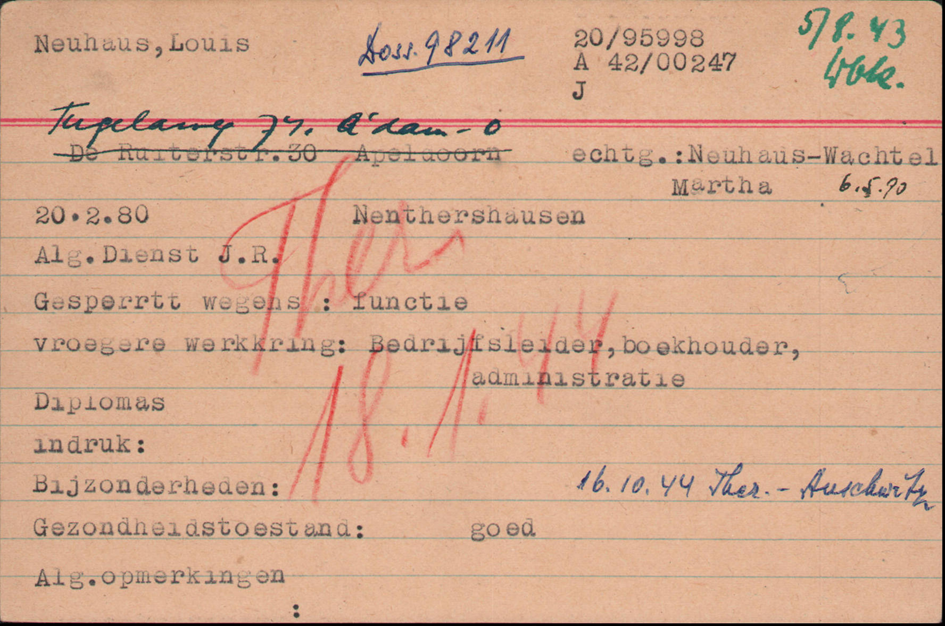 Neuhaus, Louis
Doss. 98211
20/95998
A 42/00247
J
5/8.43
Wbk.
Tugelaweg 74. A'dam-O
De Ruiterstr.30 Apeldoorn
echtg.:Neuhaus-Wachtel
Martha 6.5.90
20.2.80 Nenthershausen
Alg.Dienst J.R.
Gesperrtt wegens : functie
vroegere werkkring: Bedrijfsleider,boekhouder,
administratie
Ther
18.1.44
Diplomas
indruk:
Bijzonderheden:
16.10.44 Ther. - Auschwitz
Gezondheidstoestand: goed
Alg.opmerkingen
: